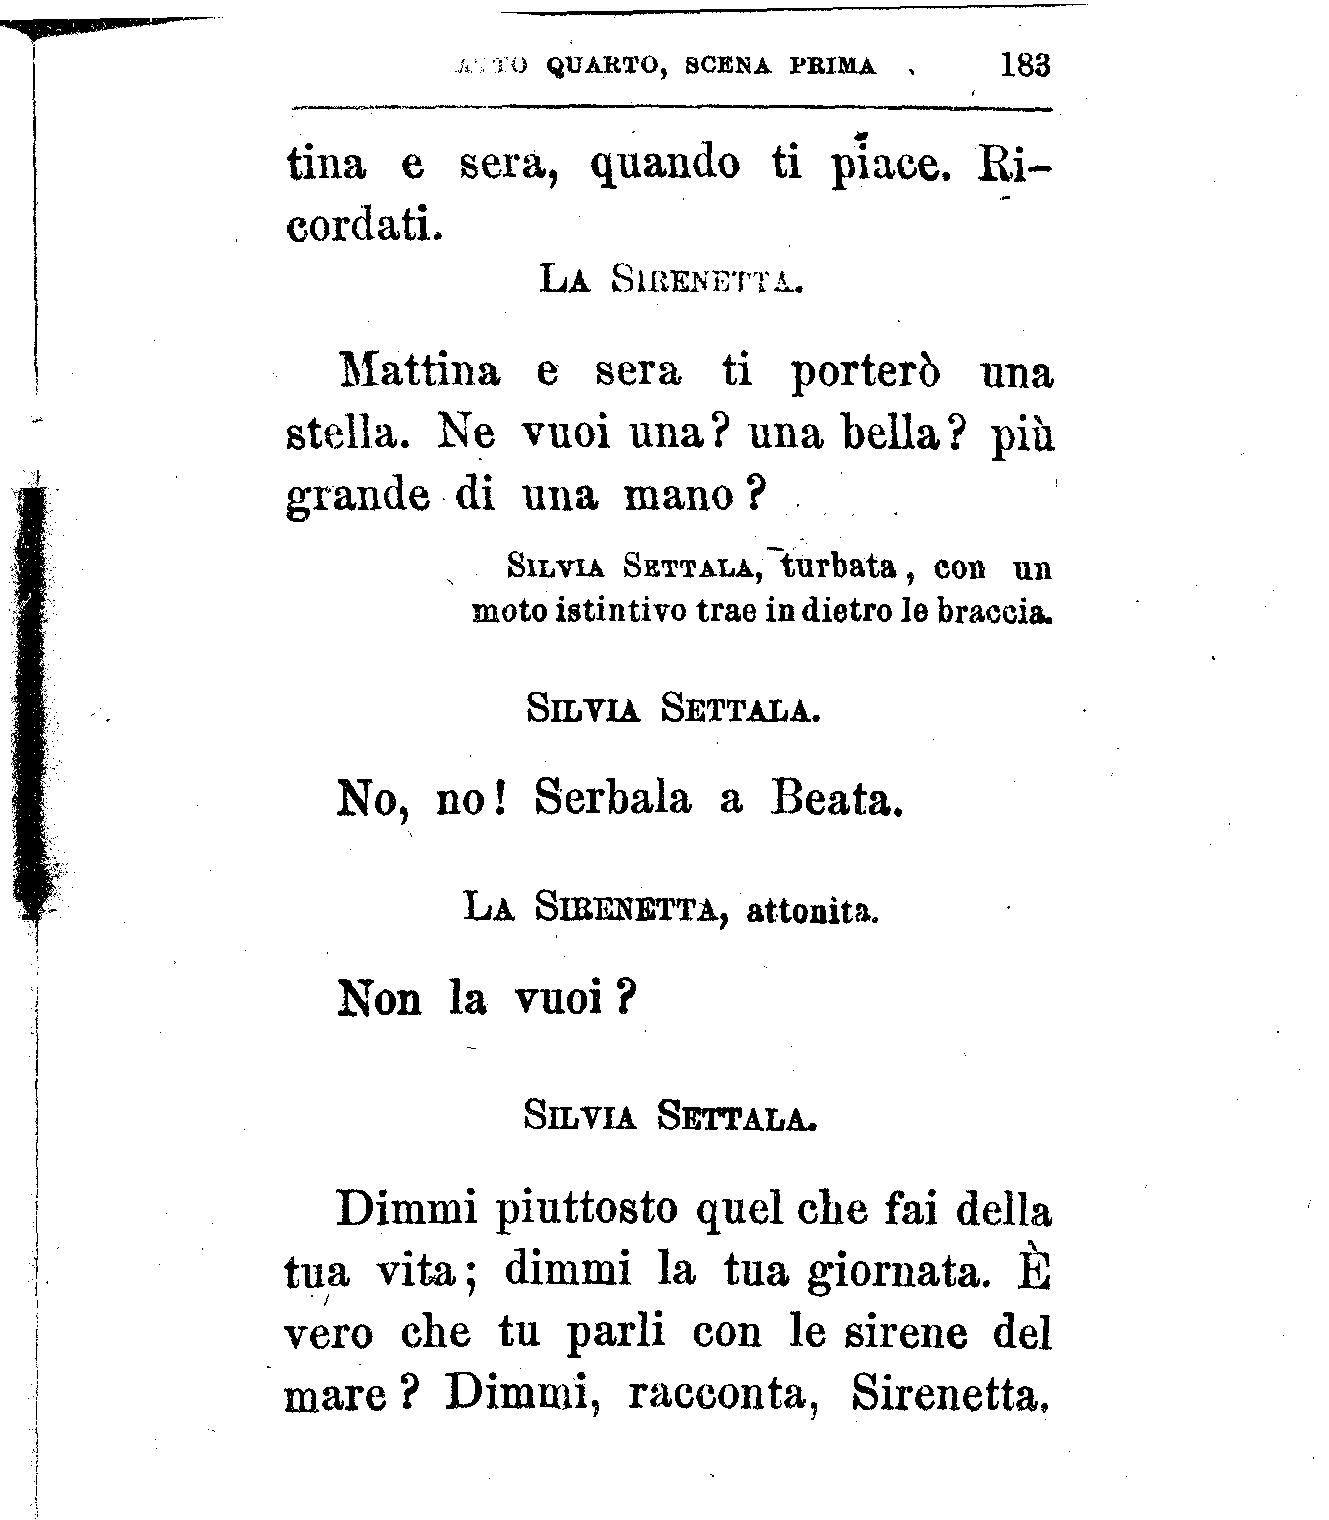 ATTO QUARTO, SCENA PRIMA 183
tina e sera, quando ti piace. Ri-
cordati.
LA SIRENETTA.
Mattina e sera ti porterò una
stella. Ne vuoi una? una bella? più
grande di una mano?
SILVIA SETTALA, turbata, con un
moto istintivo trae in dietro le braccia.
SILVIA SETTALA.
No, no! Serbala a Beata.
LA SIRENETTA, attonita.
Non la vuoi?
SILVIA SETTALA.
Dimmi piuttosto quel che fai della
tua vita; dimmi la tua giornata. È
vero che tu parli con le sirene del
mare? Dimmi, racconta, Sirenetta.